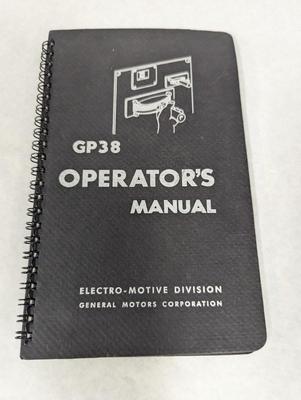 GP38
OPERATOR'S
MANUAL
ELECTRO-MOTIVE DIVISION
GENERAL MOTORS CORPORATION